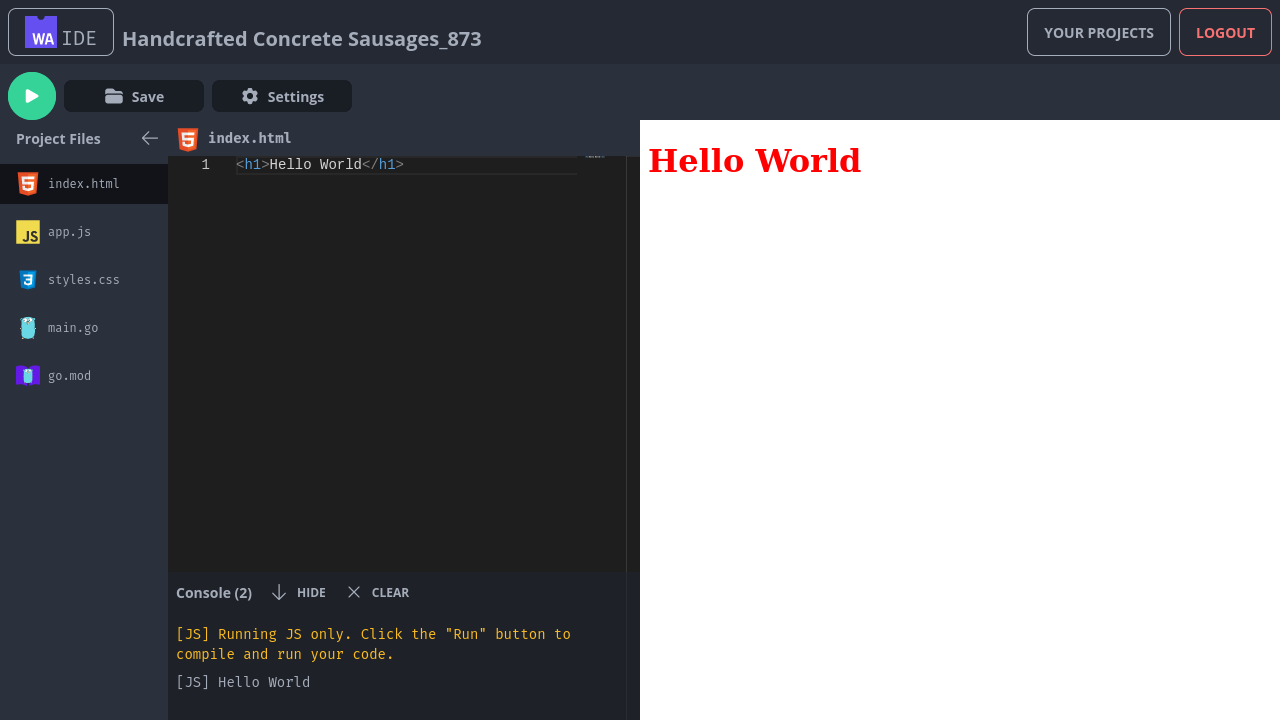 WA IDE
Handcrafted Concrete Sausages_873
YOUR PROJECTS
LOGOUT
Save
Settings
Project Files
index.html
JS app.js
styles.css
main.go
go.mod
index.html
1 <h1>Hello World</h1>
Console (2)
HIDE
CLEAR
[JS] Running JS only. Click the "Run" button to
compile and run your code.
[JS] Hello World
Hello World